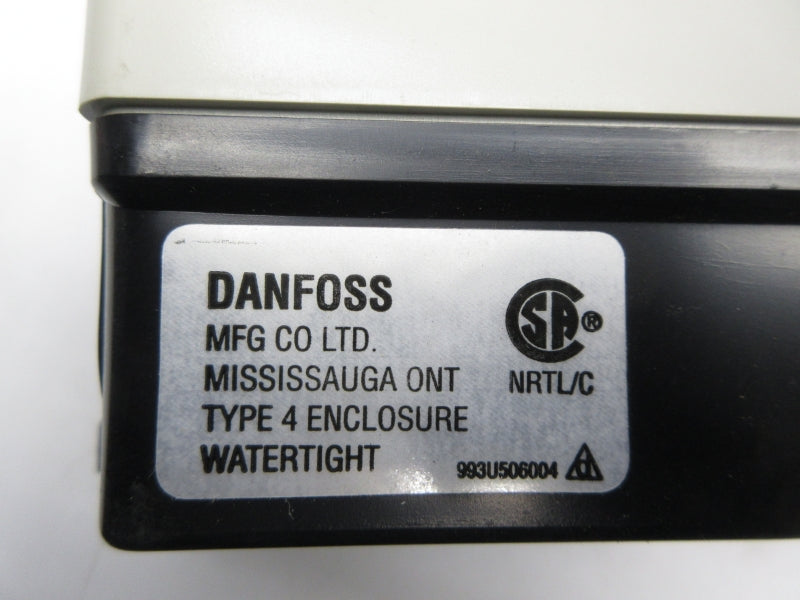 DANFOSS
MFG CO LTD.
MISSISSAUGA ONT
TYPE 4 ENCLOSURE
WATERTIGHT
SA ®
NRTL/C
993U506004